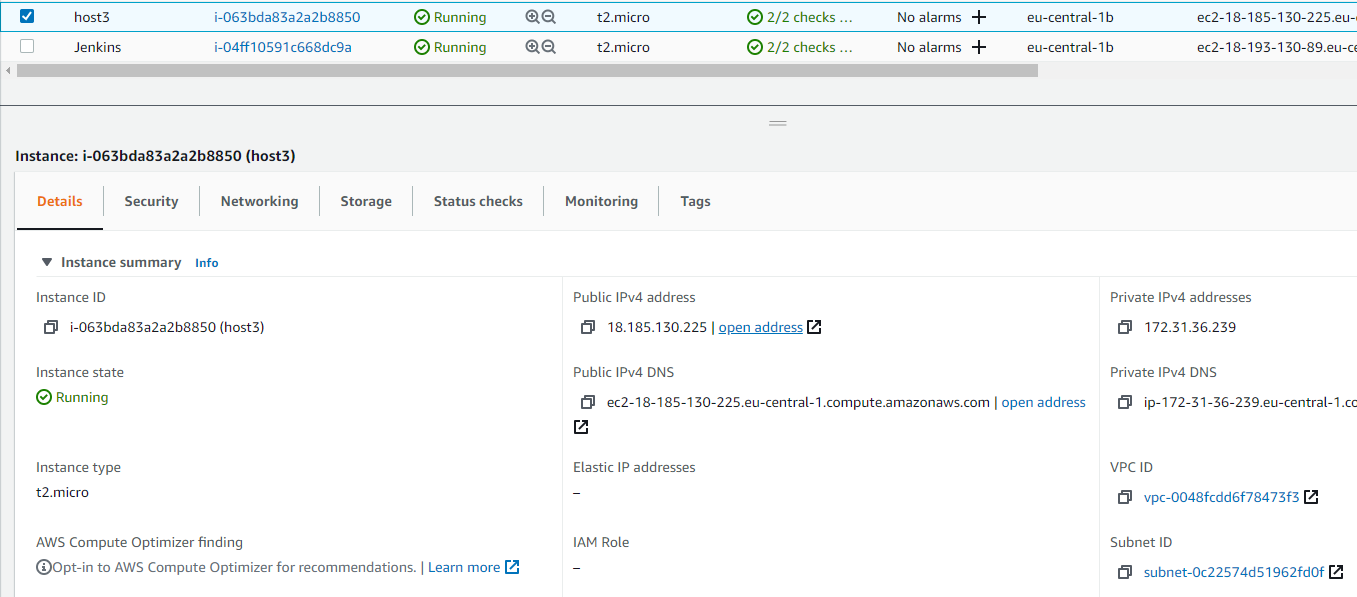 host3 i-063bda83a2a2b8850 Running t2.micro 2/2 checks ... No alarms + eu-central-1b ec2-18-185-130-225.eu-
Jenkins i-04ff10591c668dc9a Running t2.micro 2/2 checks ... No alarms + eu-central-1b ec2-18-193-130-89.eu-ce
Instance: i-063bda83a2a2b8850 (host3)
Details Security Networking Storage Status checks Monitoring Tags
Instance summary Info
Instance ID Public IPv4 address Private IPv4 addresses
i-063bda83a2a2b8850 (host3) 18.185.130.225 | open address 172.31.36.239
Instance state Public IPv4 DNS Private IPv4 DNS
Running ec2-18-185-130-225.eu-central-1.compute.amazonaws.com | open address ip-172-31-36-239.eu-central-1.co
Instance type Elastic IP addresses VPC ID
t2.micro – vpc-0048fcdd6f78473f3
AWS Compute Optimizer finding IAM Role Subnet ID
Opt-in to AWS Compute Optimizer for recommendations. | Learn more – subnet-0c22574d51962fd0f